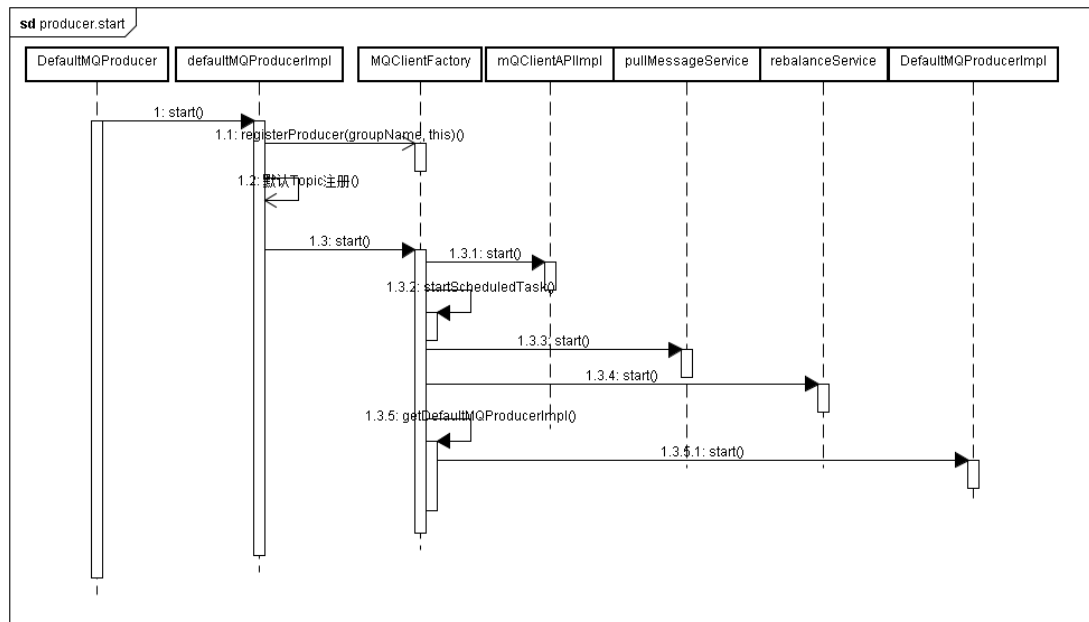 sd producer.start
DefaultMQProducer defaultMQProducerImpl MQClientFactory mQClientAPIImpl pullMessageService rebalanceService DefaultMQProducerImpl
1: start()
1.1: registerProducer(groupName, this)()
1.2: 默认Topic注册()
1.3: start()
1.3.1: start()
1.3.2: startScheduledTask()
1.3.3: start()
1.3.4: start()
1.3.5: getDefaultMQProducerImpl()
1.3.5.1: start()